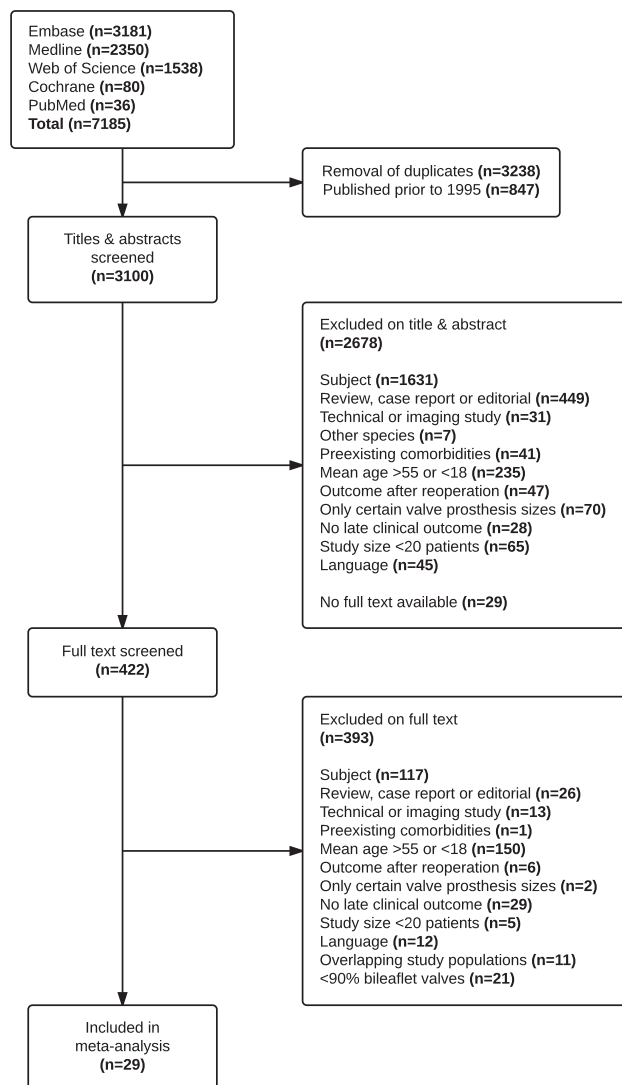 Embase (n=3181)
Medline (n=2350)
Web of Science (n=1538)
Cochrane (n=80)
PubMed (n=36)
Total (n=7185)
Removal of duplicates (n=3238)
Published prior to 1995 (n=847)
Titles & abstracts
screened
(n=3100)
Excluded on title & abstract
(n=2678)
Subject (n=1631)
Review, case report or editorial (n=449)
Technical or imaging study (n=31)
Other species (n=7)
Preexisting comorbidities (n=41)
Mean age >55 or <18 (n=235)
Outcome after reoperation (n=47)
Only certain valve prosthesis sizes (n=70)
No late clinical outcome (n=28)
Study size <20 patients (n=65)
Language (n=45)
No full text available (n=29)
Full text screened
(n=422)
Excluded on full text
(n=393)
Subject (n=117)
Review, case report or editorial (n=26)
Technical or imaging study (n=13)
Preexisting comorbidities (n=1)
Mean age >55 or <18 (n=150)
Outcome after reoperation (n=6)
Only certain valve prosthesis sizes (n=2)
No late clinical outcome (n=29)
Study size <20 patients (n=5)
Language (n=12)
Overlapping study populations (n=11)
<90% bileaflet valves (n=21)
Included in
meta-analysis
(n=29)